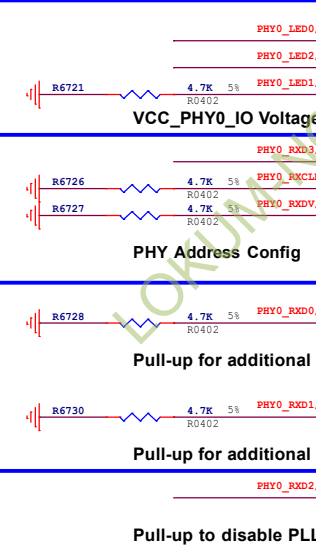 PHY0_LED0,
PHY0_LED2,
R6721 4.7K 5% PHY0_LED1,
R0402
VCC_PHY0_IO Voltage
PHY0_RXD3,
R6726 4.7K 5% PHY0_RXCLK
R0402
R6727 4.7K 5% PHY0_RXDV,
R0402
PHY Address Config
R6728 4.7K 5% PHY0_RXD0,
R0402
Pull-up for additional
R6730 4.7K 5% PHY0_RXD1,
R0402
Pull-up for additional
PHY0_RXD2,
Pull-up to disable PLL
LOKUM-N